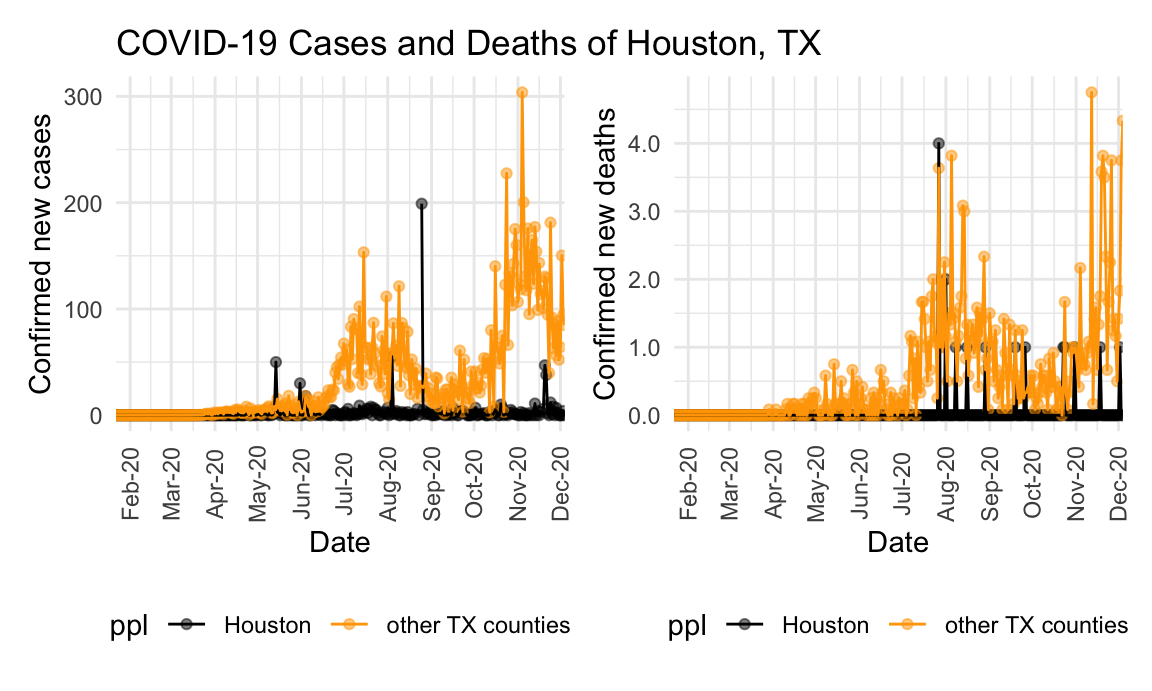 COVID-19 Cases and Deaths of Houston, TX
Confirmed new cases
300
200
100
0
Feb-20
Mar-20
Apr-20
May-20
Jun-20
Jul-20
Aug-20
Sep-20
Oct-20
Nov-20
Dec-20
Date
ppl Houston other TX counties
Confirmed new deaths
4.0
3.0
2.0
1.0
0.0
Feb-20
Mar-20
Apr-20
May-20
Jun-20
Jul-20
Aug-20
Sep-20
Oct-20
Nov-20
Dec-20
Date
ppl Houston other TX counties